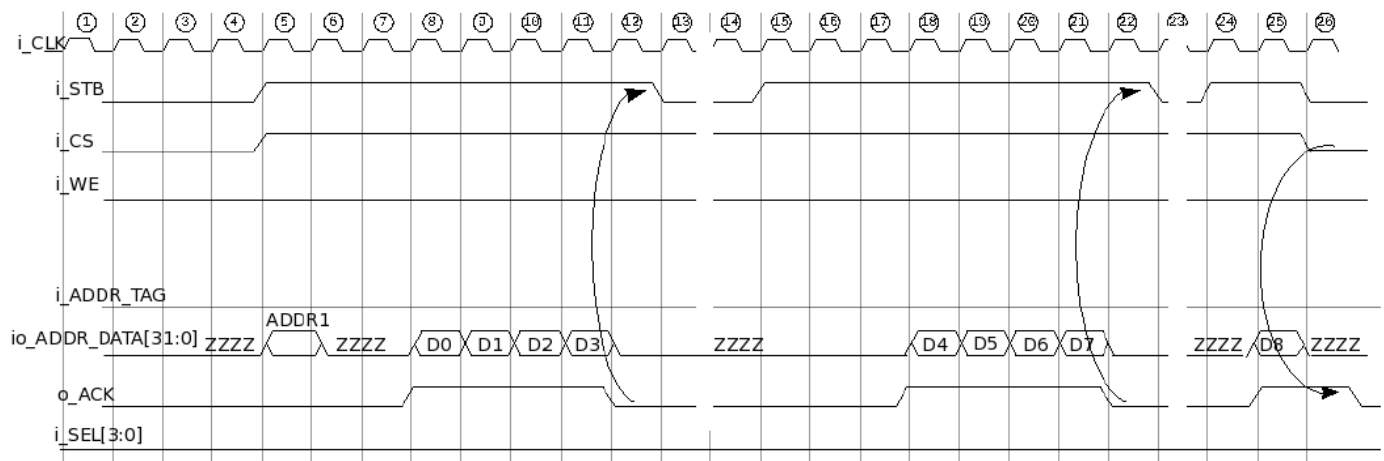 1 2 3 4 5 6 7 8 9 10 11 12 13 14 15 16 17 18 19 20 21 22 23 24 25 26
i_CLK
i_STB
i_CS
i_WE
i_ADDR_TAG
ADDR1
io_ADDR_DATA[31:0] ZZZZ ZZZZ D0 D1 D2 D3 ZZZZ D4 D5 D6 D7 ZZZZ D8 ZZZZ
o_ACK
i_SEL[3:0]